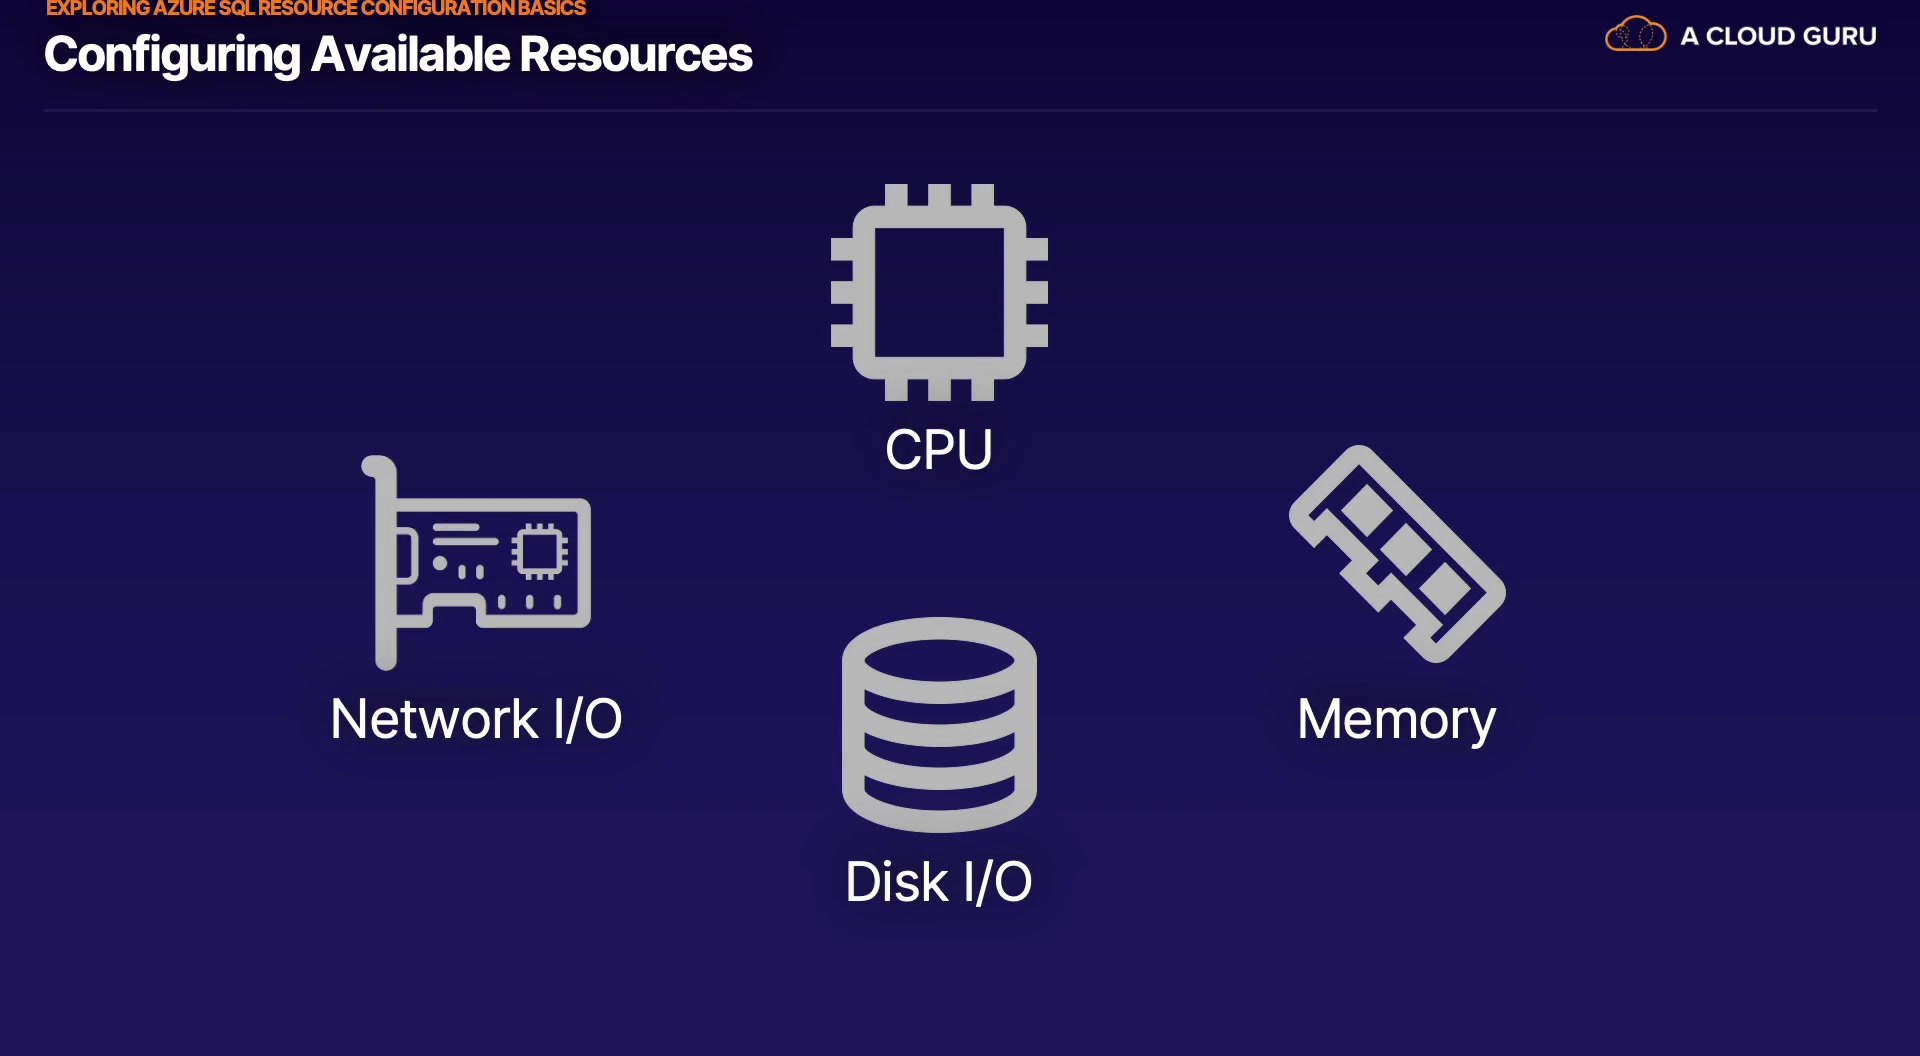 EXPLORING AZURE SQL RESOURCE CONFIGURATION BASICS
Configuring Available Resources
A CLOUD GURU
CPU
Network I/O
Memory
Disk I/O